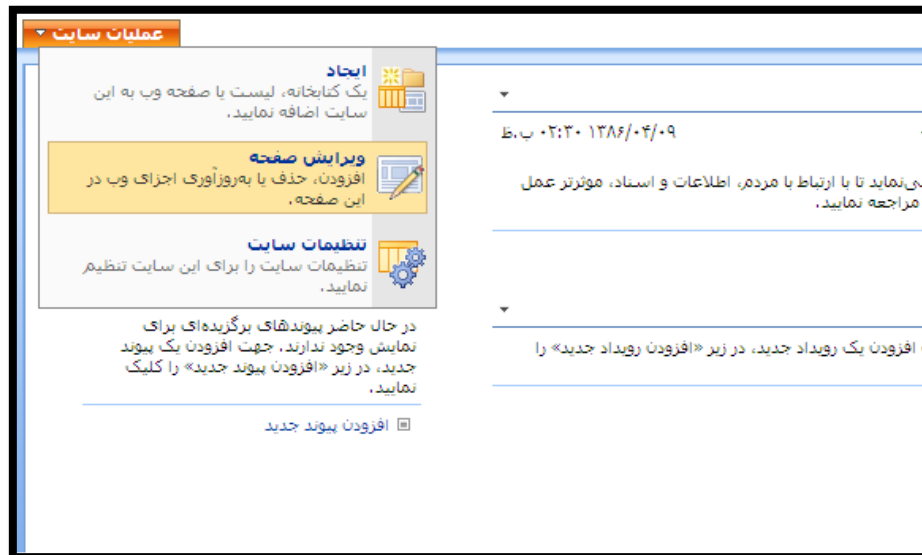 عملیات سایت
ایجاد
یک کتابخانه، لیست یا صفحه وب به این
سایت اضافه نمایید.
ویرایش صفحه
افزودن، حذف یا به‌روزآوری اجزای وب در
این صفحه.
تنظیمات سایت
تنظیمات سایت را برای این سایت تنظیم
نمایید.
۱۳۸۶/۰۴/۰۹ ۰۲:۳۰ ب.ظ
ی‌نماید تا با ارتباط با مردم، اطلاعات و اسناد، موثرتر عمل
مراجعه نمایید.
افزودن یک رویداد جدید، در زیر «افزودن رویداد جدید» را
در حال حاضر پیوندهای برگزیده‌ای برای
نمایش وجود ندارند. جهت افزودن یک پیوند
جدید، در زیر «افزودن پیوند جدید» را کلیک
نمایید.
افزودن پیوند جدید